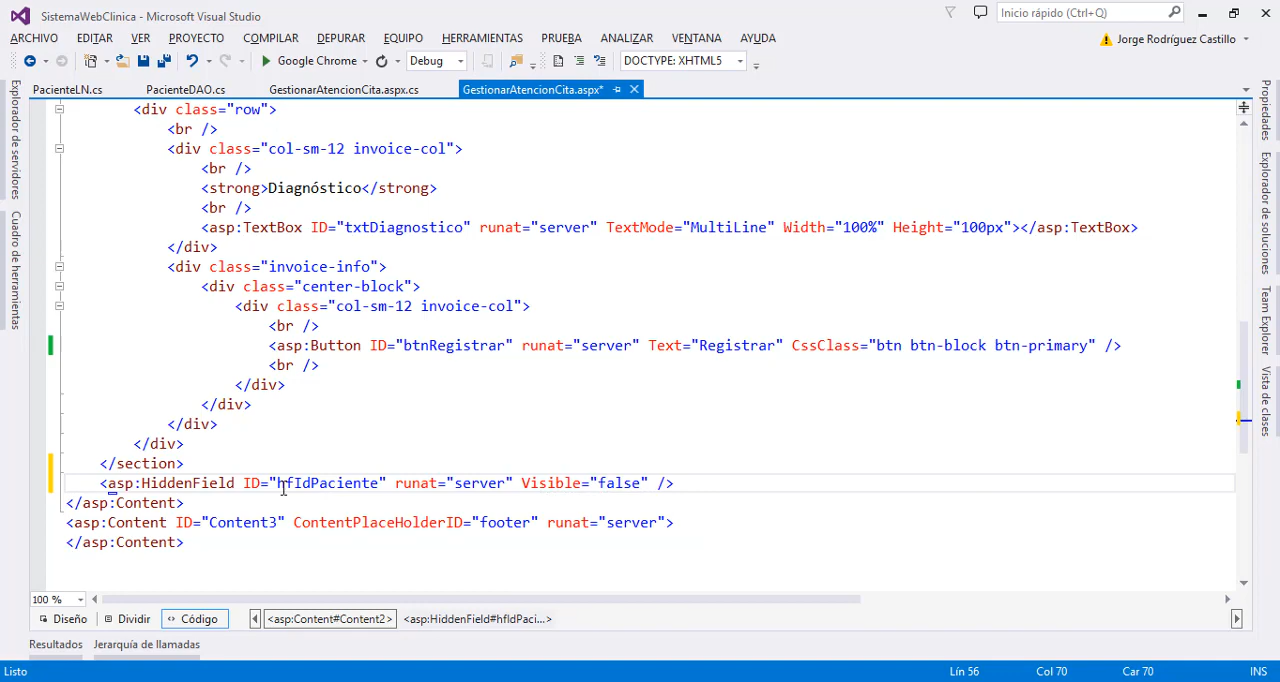 SistemaWebClinica - Microsoft Visual Studio
Inicio rápido (Ctrl+Q)
ARCHIVO EDITAR VER PROYECTO COMPILAR DEPURAR EQUIPO HERRAMIENTAS PRUEBA ANALIZAR VENTANA AYUDA
Jorge Rodríguez Castillo
Google Chrome Debug DOCTYPE: XHTML5
PacienteLN.cs PacienteDAO.cs GestionarAtencionCita.aspx.cs GestionarAtencionCita.aspx*
Explorador de servidores
Cuadro de herramientas
<div class="row">
<br />
<div class="col-sm-12 invoice-col">
<br />
<strong>Diagnóstico</strong>
<br />
<asp:TextBox ID="txtDiagnostico" runat="server" TextMode="MultiLine" Width="100%" Height="100px"></asp:TextBox>
</div>
<div class="invoice-info">
<div class="center-block">
<div class="col-sm-12 invoice-col">
<br />
<asp:Button ID="btnRegistrar" runat="server" Text="Registrar" CssClass="btn btn-block btn-primary" />
<br />
</div>
</div>
</div>
</div>
</section>
<asp:HiddenField ID="hfIdPaciente" runat="server" Visible="false" />
</asp:Content>
<asp:Content ID="Content3" ContentPlaceHolderID="footer" runat="server">
</asp:Content>
Propiedades
Explorador de soluciones
Team Explorer
Vista de clases
100 %
Diseño Dividir Código <asp:Content#Content2> <asp:HiddenField#hfIdPaci...>
Resultados Jerarquía de llamadas
Listo Lín 56 Col 70 Car 70 INS